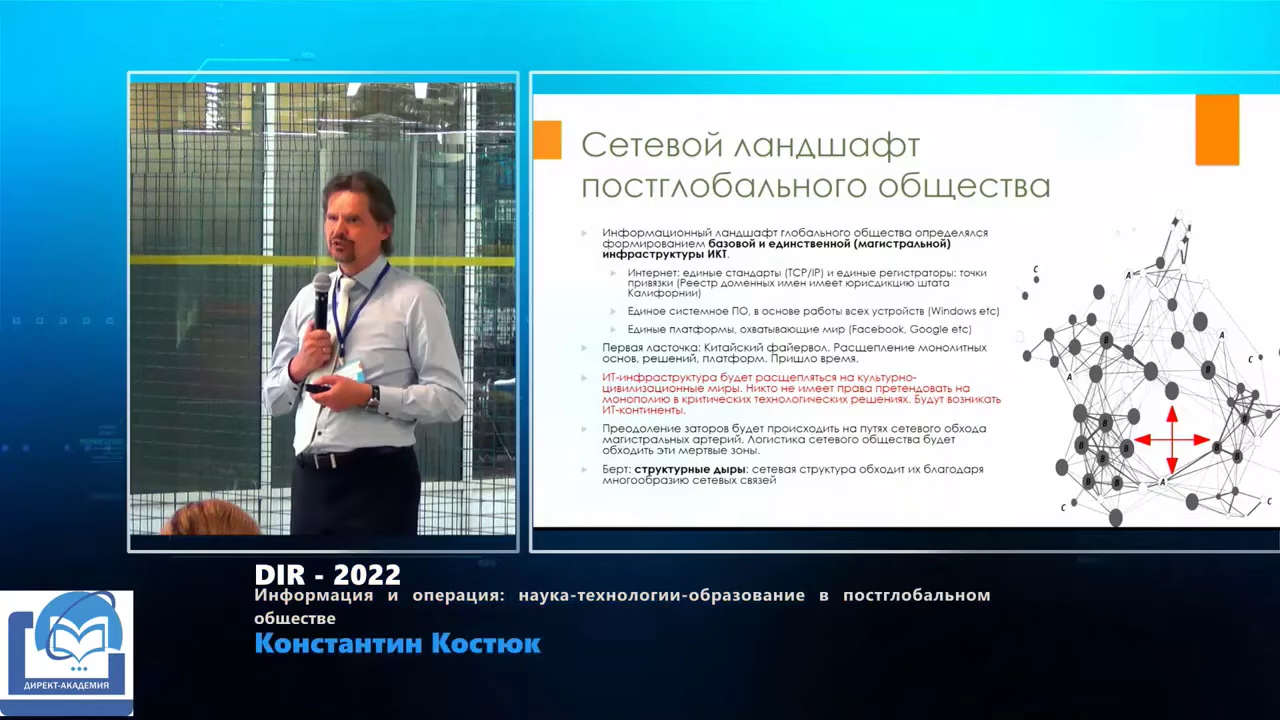 Сетевой ландшафт
постглобального общества
Информационный ландшафт глобального общества определялся
формированием базовой и единственной (магистральной)
инфраструктуры ИКТ.
Интернет: единые стандарты (TCP/IP) и единые регистраторы: точки
привязки (Реестр доменных имен имеет юрисдикцию штата
Калифорнии)
Единое системное ПО, в основе работы всех устройств (Windows etc)
Единые платформы, охватывающие мир (Facebook, Google etc)
Первая ласточка: Китайский файервол. Расщепление монолитных
основ, решений, платформ. Пришло время.
ИТ-инфраструктура будет расщепляться на культурно-
цивилизационные миры. Никто не имеет права претендовать на
монополию в критических технологических решениях. Будут возникать
ИТ-континенты.
Преодоление заторов будет происходить на путях сетевого обхода
магистральных артерий. Логистика сетевого общества будет
обходить эти мертвые зоны.
Берт: структурные дыры: сетевая структура обходит их благодаря
многообразию сетевых связей
C
A
A
B
C
B
A
B
B
B
B
B
B
B
B
B
A
C
C
DIR - 2022
Информация и операция: наука-технологии-образование в постглобальном
обществе
Константин Костюк
ДИРЕКТ-АКАДЕМИЯ